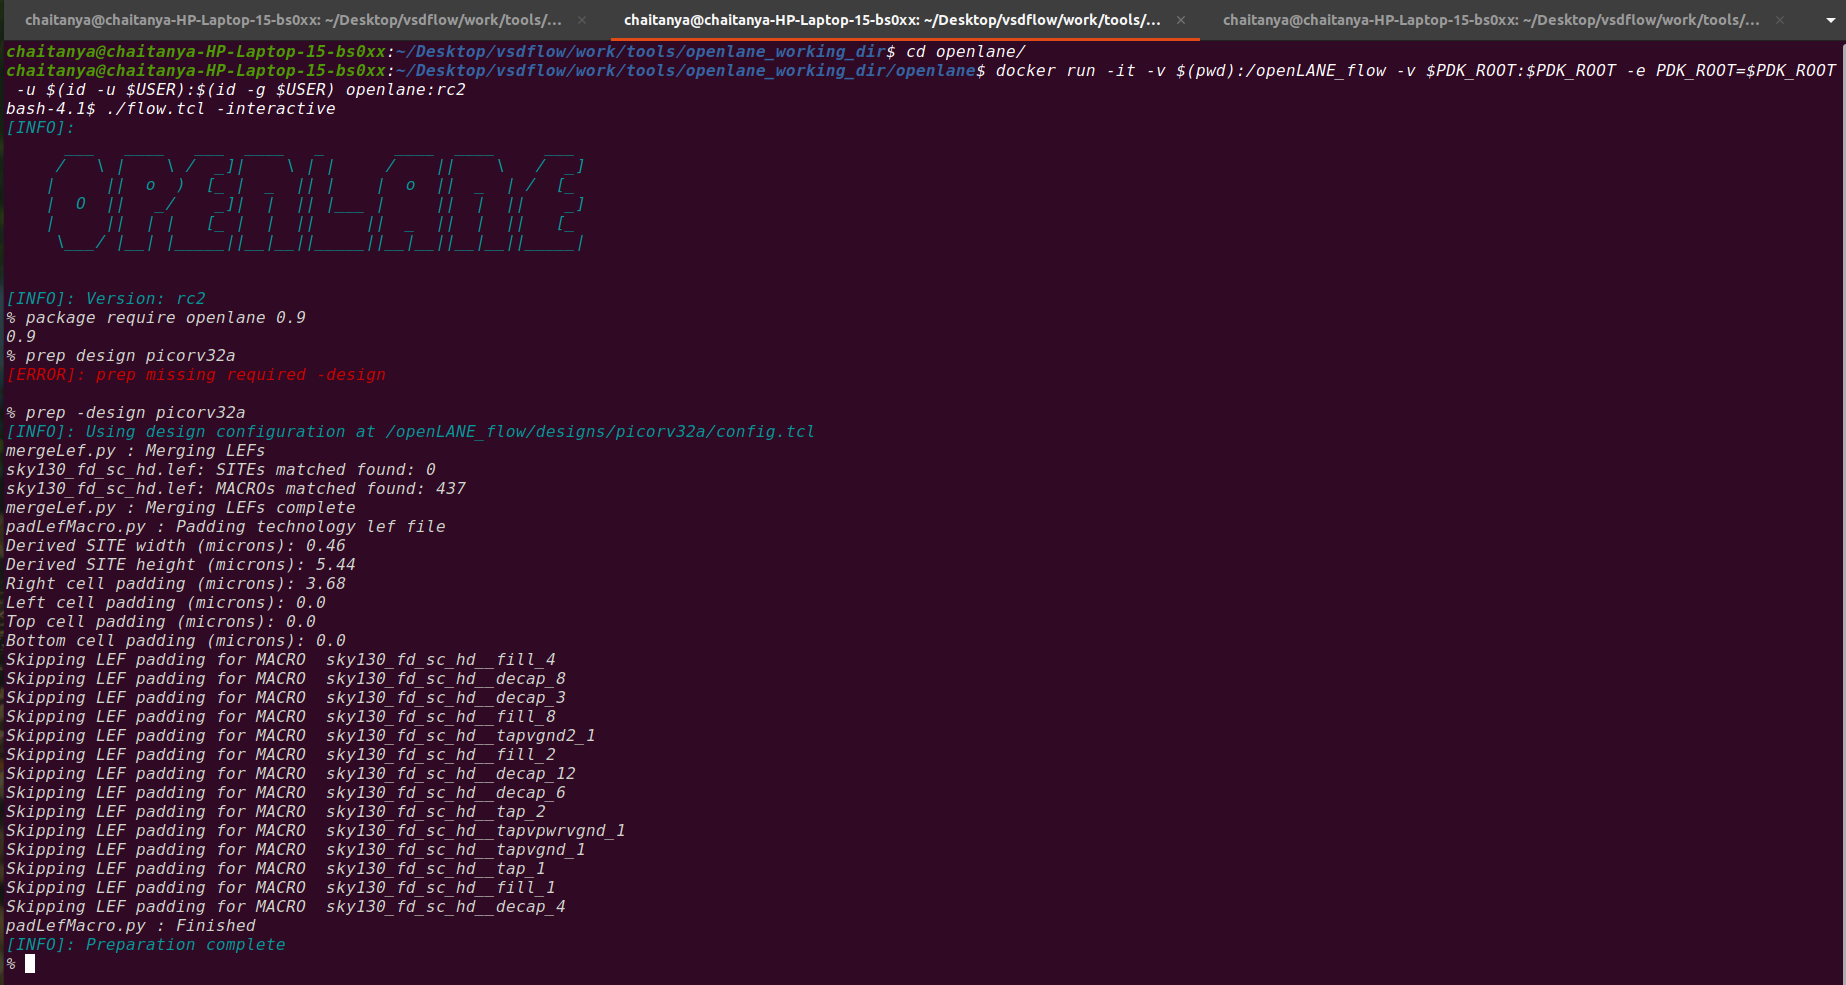 chaitanya@chaitanya-HP-Laptop-15-bs0xx: ~/Desktop/vsdflow/work/tools/... × chaitanya@chaitanya-HP-Laptop-15-bs0xx: ~/Desktop/vsdflow/work/tools/... × chaitanya@chaitanya-HP-Laptop-15-bs0xx: ~/Desktop/vsdflow/work/tools/... ×
chaitanya@chaitanya-HP-Laptop-15-bs0xx:~/Desktop/vsdflow/work/tools/openlane_working_dir$ cd openlane/
chaitanya@chaitanya-HP-Laptop-15-bs0xx:~/Desktop/vsdflow/work/tools/openlane_working_dir/openlane$ docker run -it -v $(pwd):/openLANE_flow -v $PDK_ROOT:$PDK_ROOT -e PDK_ROOT=$PDK_ROOT
-u $(id -u $USER):$(id -g $USER) openlane:rc2
bash-4.1$ ./flow.tcl -interactive
[INFO]:
OPENLANE
[INFO]: Version: rc2
% package require openlane 0.9
0.9
% prep design picorv32a
[ERROR]: prep missing required -design
% prep -design picorv32a
[INFO]: Using design configuration at /openLANE_flow/designs/picorv32a/config.tcl
mergeLef.py : Merging LEFs
sky130_fd_sc_hd.lef: SITEs matched found: 0
sky130_fd_sc_hd.lef: MACROs matched found: 437
mergeLef.py : Merging LEFs complete
padLefMacro.py : Padding technology lef file
Derived SITE width (microns): 0.46
Derived SITE height (microns): 5.44
Right cell padding (microns): 3.68
Left cell padding (microns): 0.0
Top cell padding (microns): 0.0
Bottom cell padding (microns): 0.0
Skipping LEF padding for MACRO  sky130_fd_sc_hd__fill_4
Skipping LEF padding for MACRO  sky130_fd_sc_hd__decap_8
Skipping LEF padding for MACRO  sky130_fd_sc_hd__decap_3
Skipping LEF padding for MACRO  sky130_fd_sc_hd__fill_8
Skipping LEF padding for MACRO  sky130_fd_sc_hd__tapvgnd2_1
Skipping LEF padding for MACRO  sky130_fd_sc_hd__fill_2
Skipping LEF padding for MACRO  sky130_fd_sc_hd__decap_12
Skipping LEF padding for MACRO  sky130_fd_sc_hd__decap_6
Skipping LEF padding for MACRO  sky130_fd_sc_hd__tap_2
Skipping LEF padding for MACRO  sky130_fd_sc_hd__tapvpwrvgnd_1
Skipping LEF padding for MACRO  sky130_fd_sc_hd__tapvgnd_1
Skipping LEF padding for MACRO  sky130_fd_sc_hd__tap_1
Skipping LEF padding for MACRO  sky130_fd_sc_hd__fill_1
Skipping LEF padding for MACRO  sky130_fd_sc_hd__decap_4
padLefMacro.py : Finished
[INFO]: Preparation complete
%